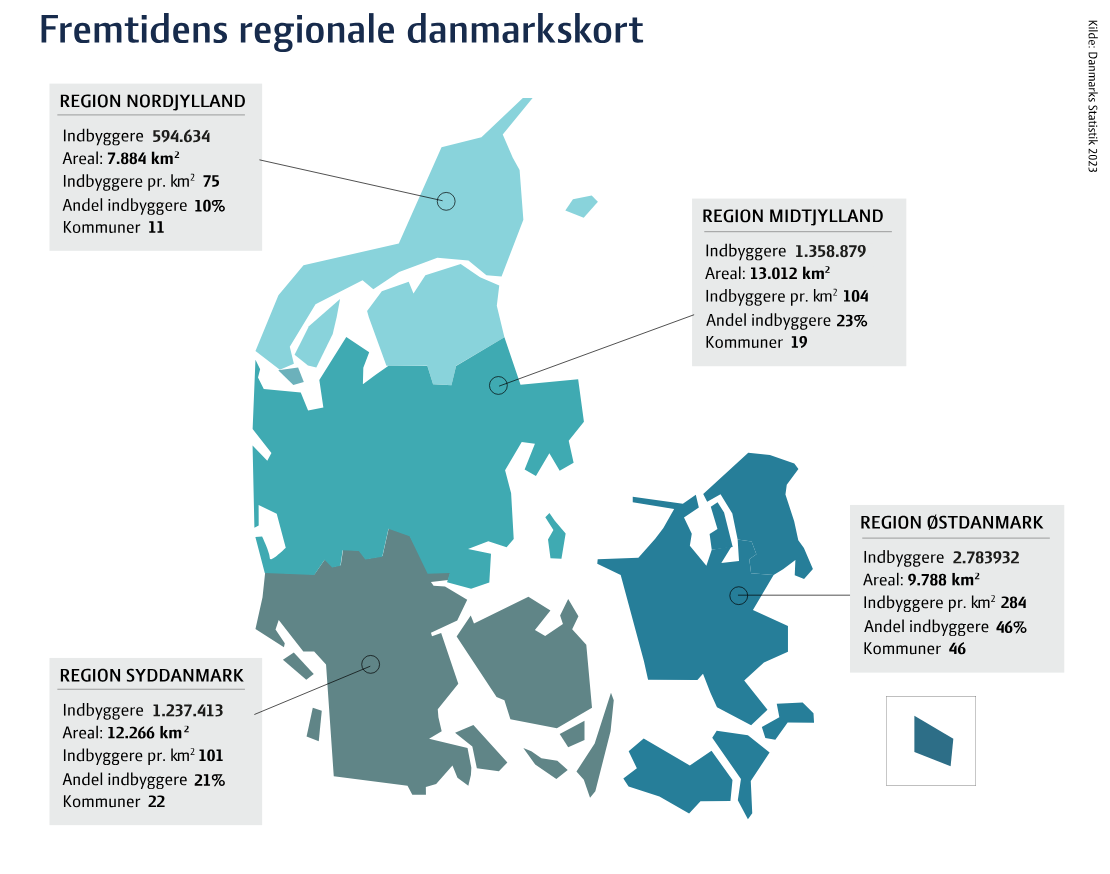 Fremtidens regionale danmarkskort
Kilde: Danmarks Statistik 2023
REGION NORDJYLLAND
Indbyggere 594.634
Areal: 7.884 km²
Indbyggere pr. km² 75
Andel indbyggere 10%
Kommuner 11
REGION MIDTJYLLAND
Indbyggere 1.358.879
Areal: 13.012 km²
Indbyggere pr. km² 104
Andel indbyggere 23%
Kommuner 19
REGION ØSTDANMARK
Indbyggere 2.783932
Areal: 9.788 km²
Indbyggere pr. km² 284
Andel indbyggere 46%
Kommuner 46
REGION SYDDANMARK
Indbyggere 1.237.413
Areal: 12.266 km²
Indbyggere pr. km² 101
Andel indbyggere 21%
Kommuner 22